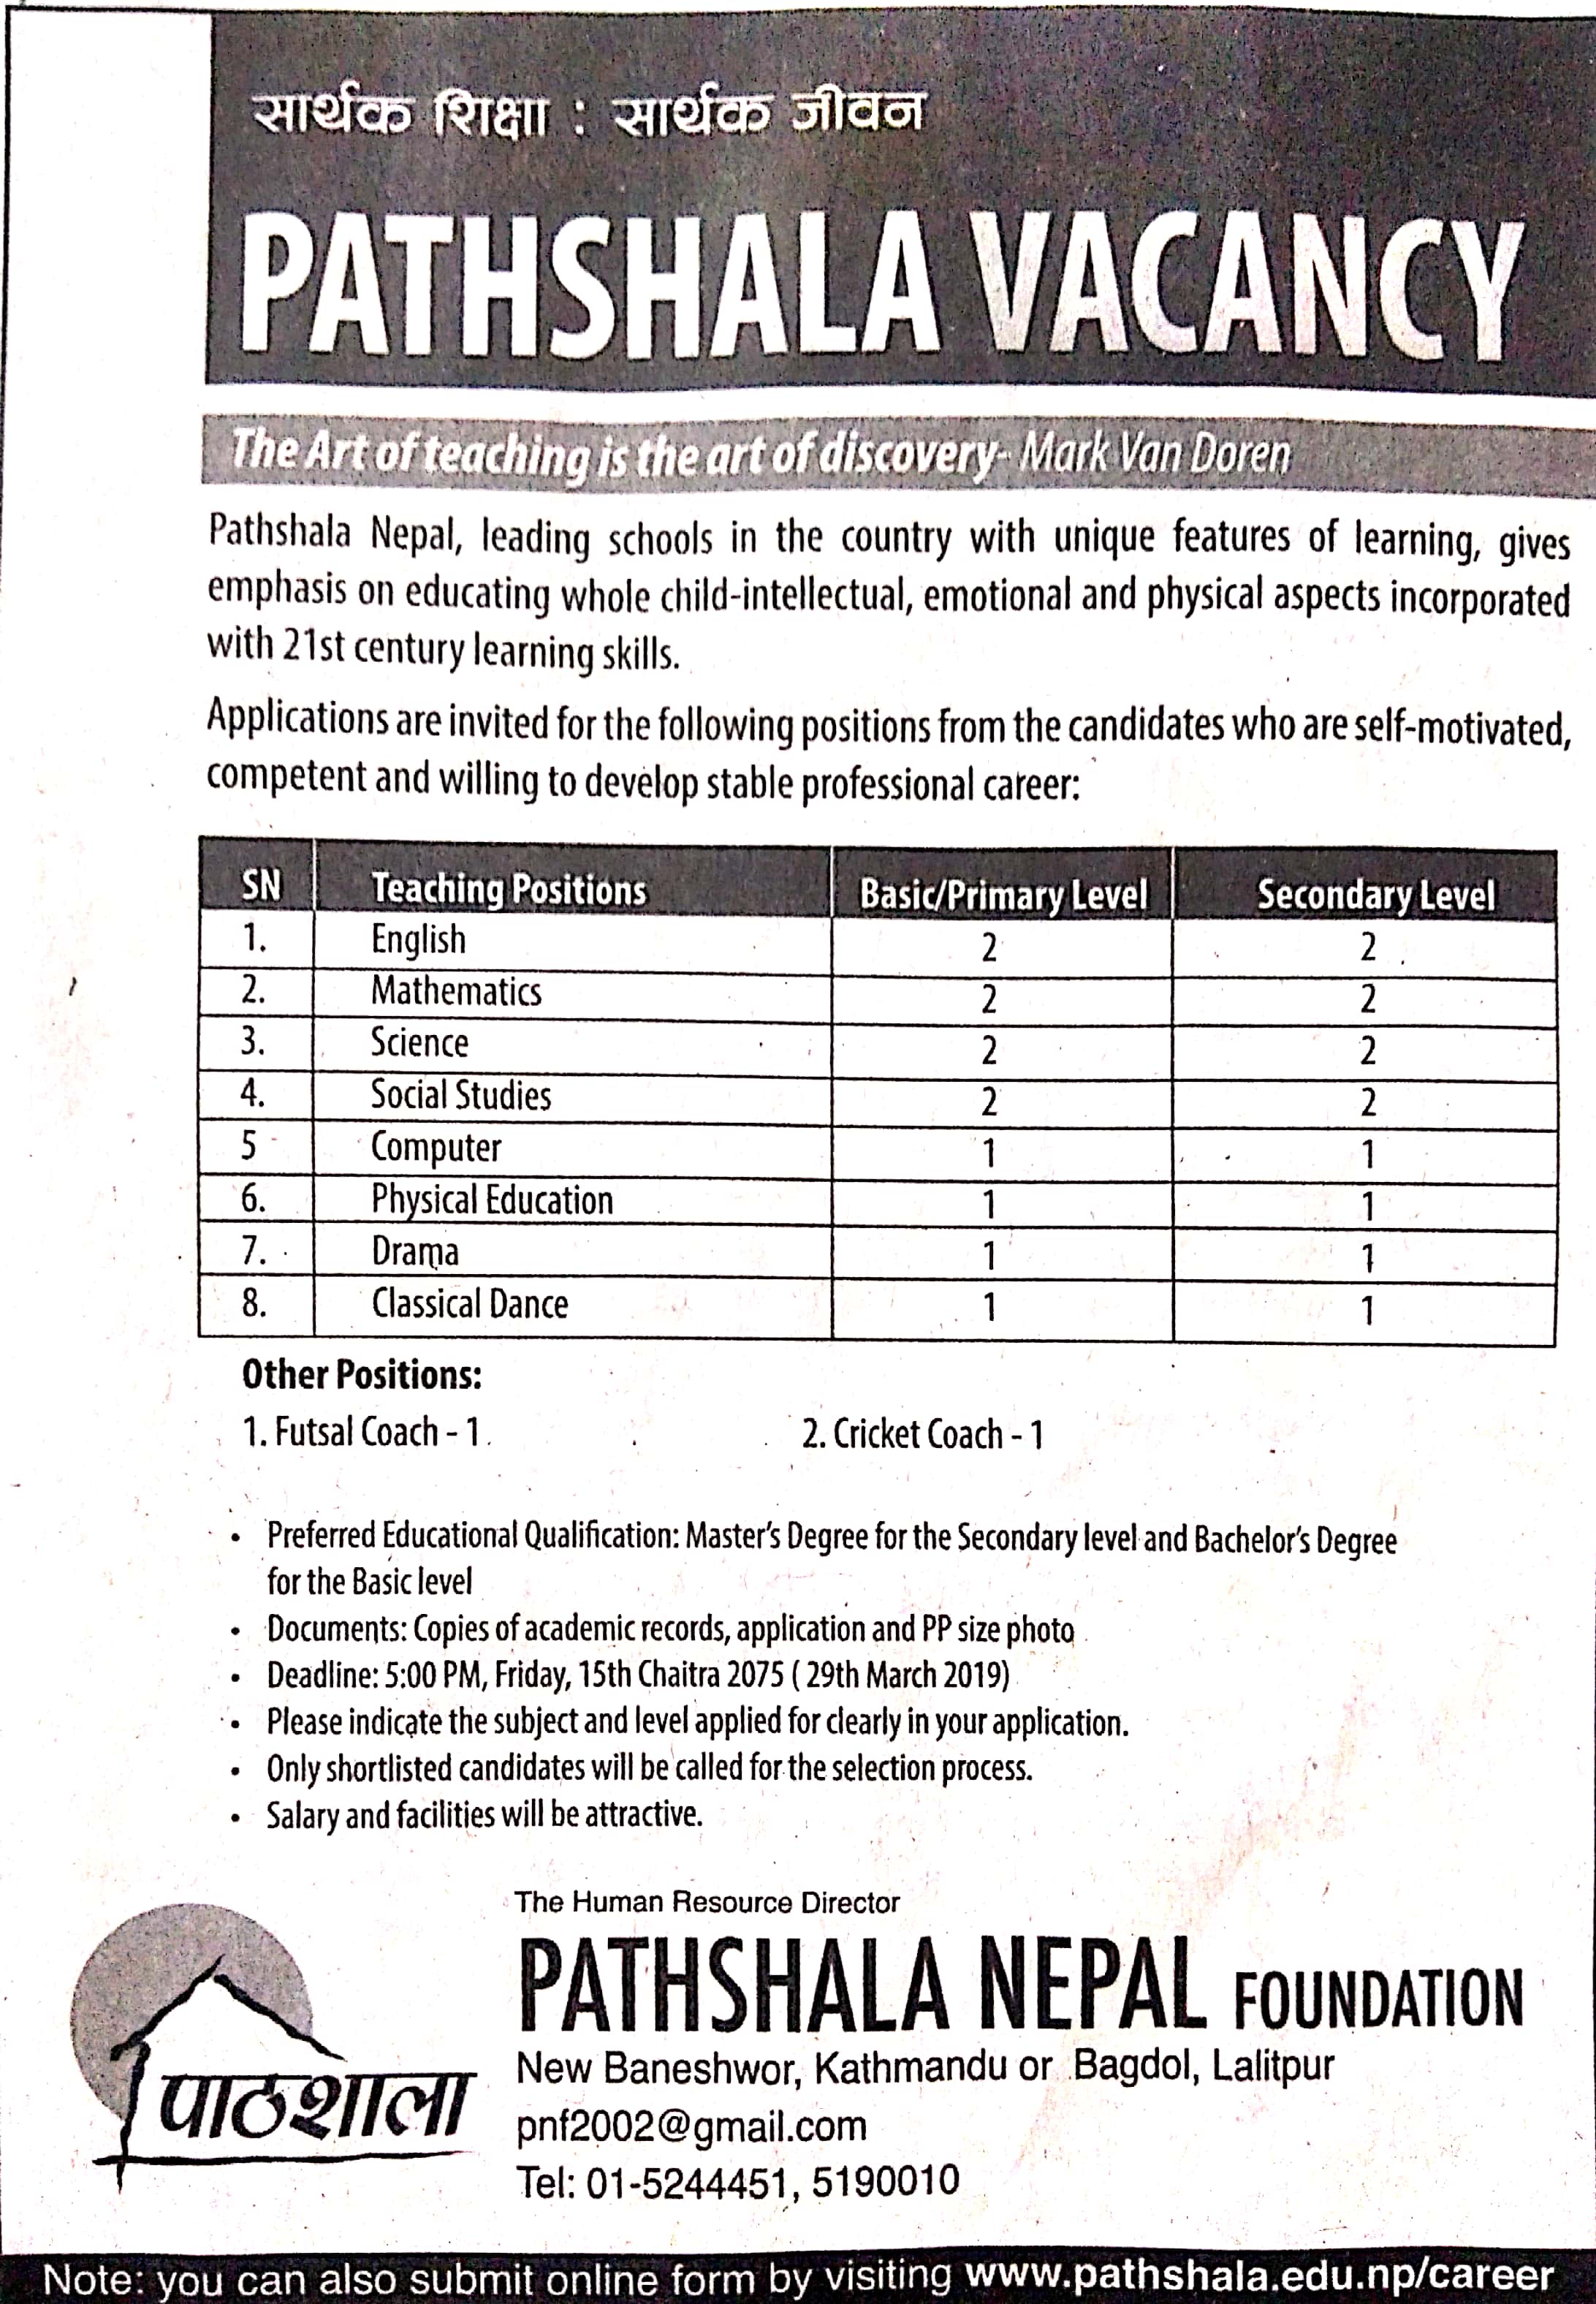 सार्थक शिक्षा : सार्थक जीवन
PATHSHALA VACANCY
The Art of teaching is the art of discovery- Mark Van Doren
Pathshala Nepal, leading schools in the country with unique features of learning, gives
emphasis on educating whole child-intellectual, emotional and physical aspects incorporated
with 21st century learning skills.
Applications are invited for the following positions from the candidates who are self-motivated,
competent and willing to develop stable professional career:
SN Teaching Positions Basic/Primary Level Secondary Level
1. English 2 2
2. Mathematics 2 2
3. Science 2 2
4. Social Studies 2 2
5 Computer 1 1
6. Physical Education 1 1
7. Drama 1 1
8. Classical Dance 1 1
Other Positions:
1. Futsal Coach - 1 2. Cricket Coach - 1
• Preferred Educational Qualification: Master's Degree for the Secondary level and Bachelor's Degree
for the Basic level
• Documents: Copies of academic records, application and PP size photo
• Deadline: 5:00 PM, Friday, 15th Chaitra 2075 ( 29th March 2019)
• Please indicate the subject and level applied for clearly in your application.
• Only shortlisted candidates will be called for the selection process.
• Salary and facilities will be attractive.
The Human Resource Director
PATHSHALA NEPAL FOUNDATION
पाठशाला
New Baneshwor, Kathmandu or Bagdol, Lalitpur
pnf2002@gmail.com
Tel: 01-5244451, 5190010
Note: you can also submit online form by visiting www.pathshala.edu.np/career